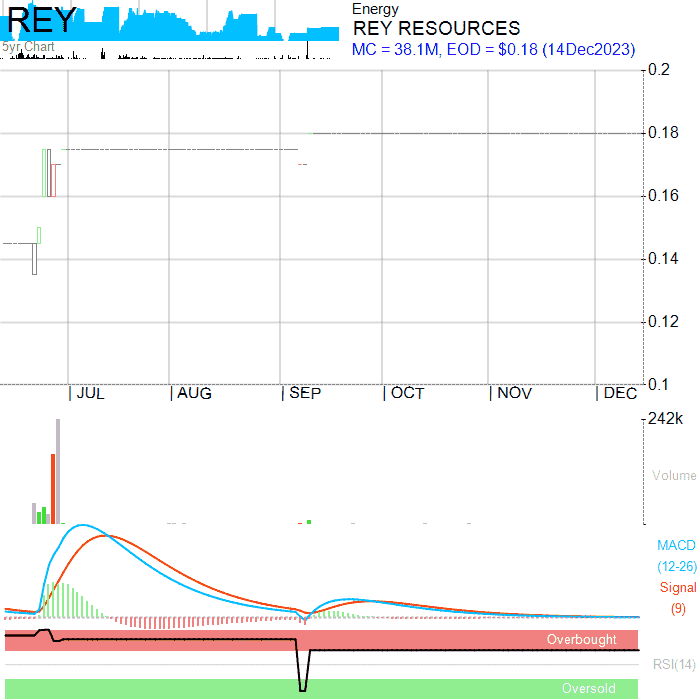 REY
5yr Chart
Energy
REY RESOURCES
MC = 38.1M, EOD = $0.18 (14Dec2023)
0.2
0.18
0.16
0.14
0.12
0.1
JUL AUG SEP OCT NOV DEC
242k
Volume
MACD
(12-26)
Signal
(9)
Overbought
RSI(14)
Oversold